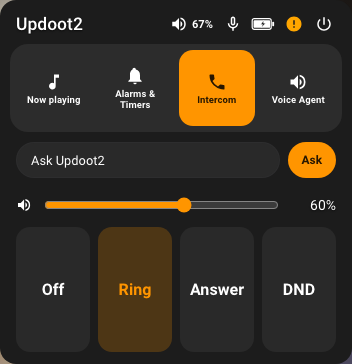 Updoot2 67%
Now playing
Alarms &
Timers
Intercom
Voice Agent
Ask Updoot2
Ask
60%
Off
Ring
Answer
DND